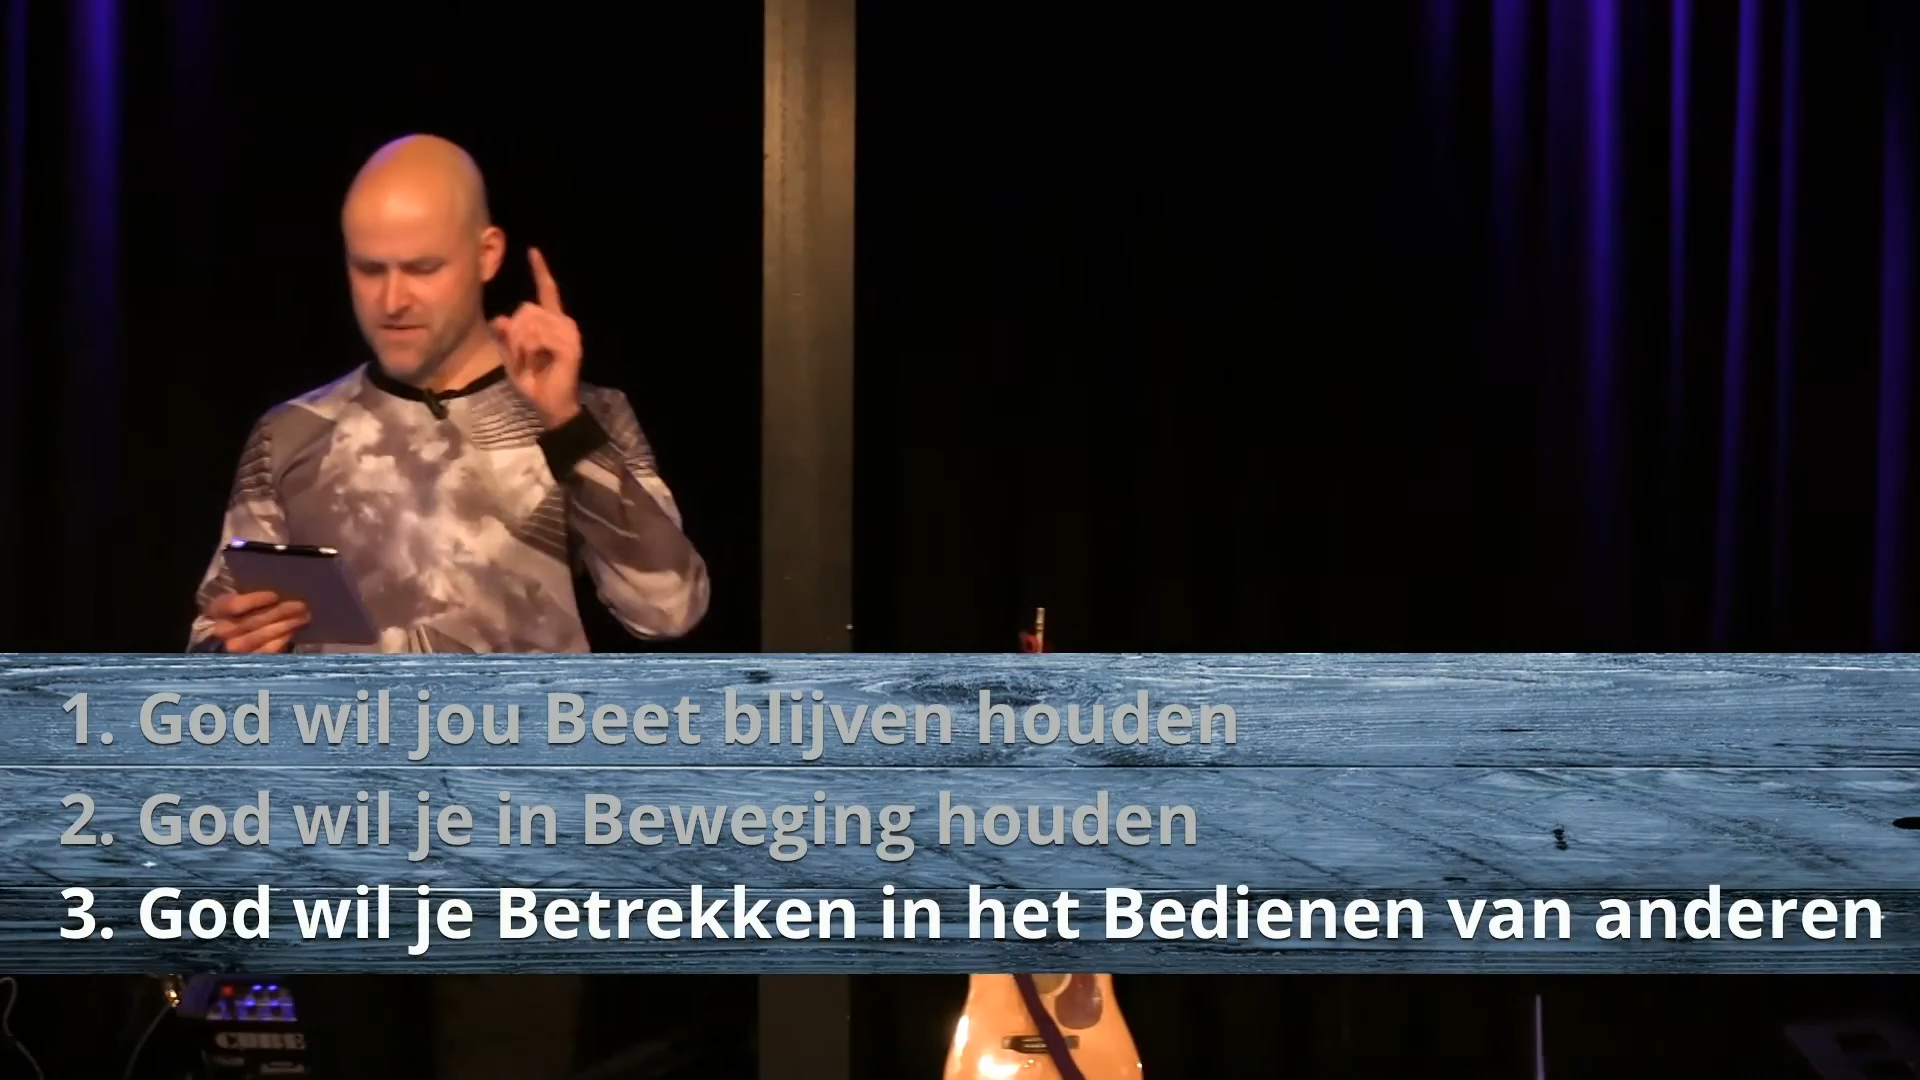 1. God wil jou Beet blijven houden
2. God wil je in Beweging houden
3. God wil je Betrekken in het Bedienen van anderen
CUBE